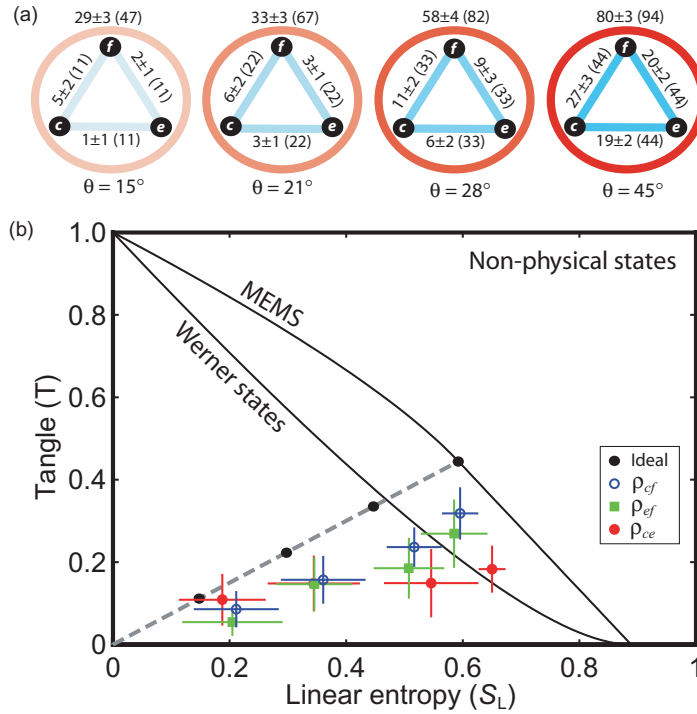 (a)
29±3 (47) 33±3 (67) 58±4 (82) 80±3 (94)
f f f f
5±2 (11) 2±1 (11) 6±2 (22) 3±1 (22) 11±2 (33) 9±3 (33) 27±3 (44) 20±2 (44)
c e c e c e c e
1±1 (11) 3±1 (22) 6±2 (33) 19±2 (44)
θ = 15° θ = 21° θ = 28° θ = 45°
(b)
1.0
Non-physical states
MEMS
0.8
Werner states
0.6
Tangle (T)
Ideal
0.4
ρcf
ρef
0.2
ρce
0
0 0.2 0.4 0.6 0.8 1
Linear entropy (SL)